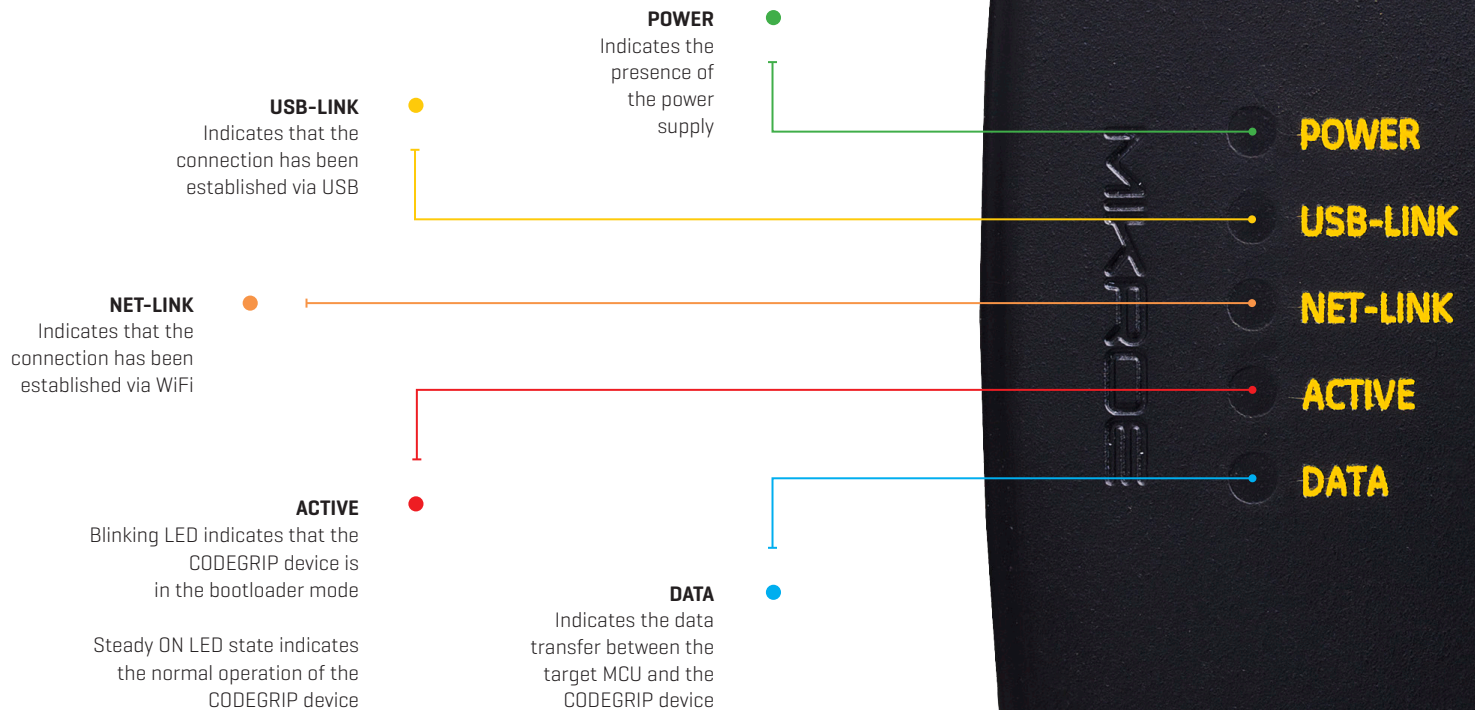 POWER
Indicates the
presence of
the power
supply
USB-LINK
Indicates that the
connection has been
established via USB
NET-LINK
Indicates that the
connection has been
established via WiFi
ACTIVE
Blinking LED indicates that the
CODEGRIP device is
in the bootloader mode
Steady ON LED state indicates
the normal operation of the
CODEGRIP device
DATA
Indicates the data
transfer between the
target MCU and the
CODEGRIP device
MIKROE
POWER
USB-LINK
NET-LINK
ACTIVE
DATA